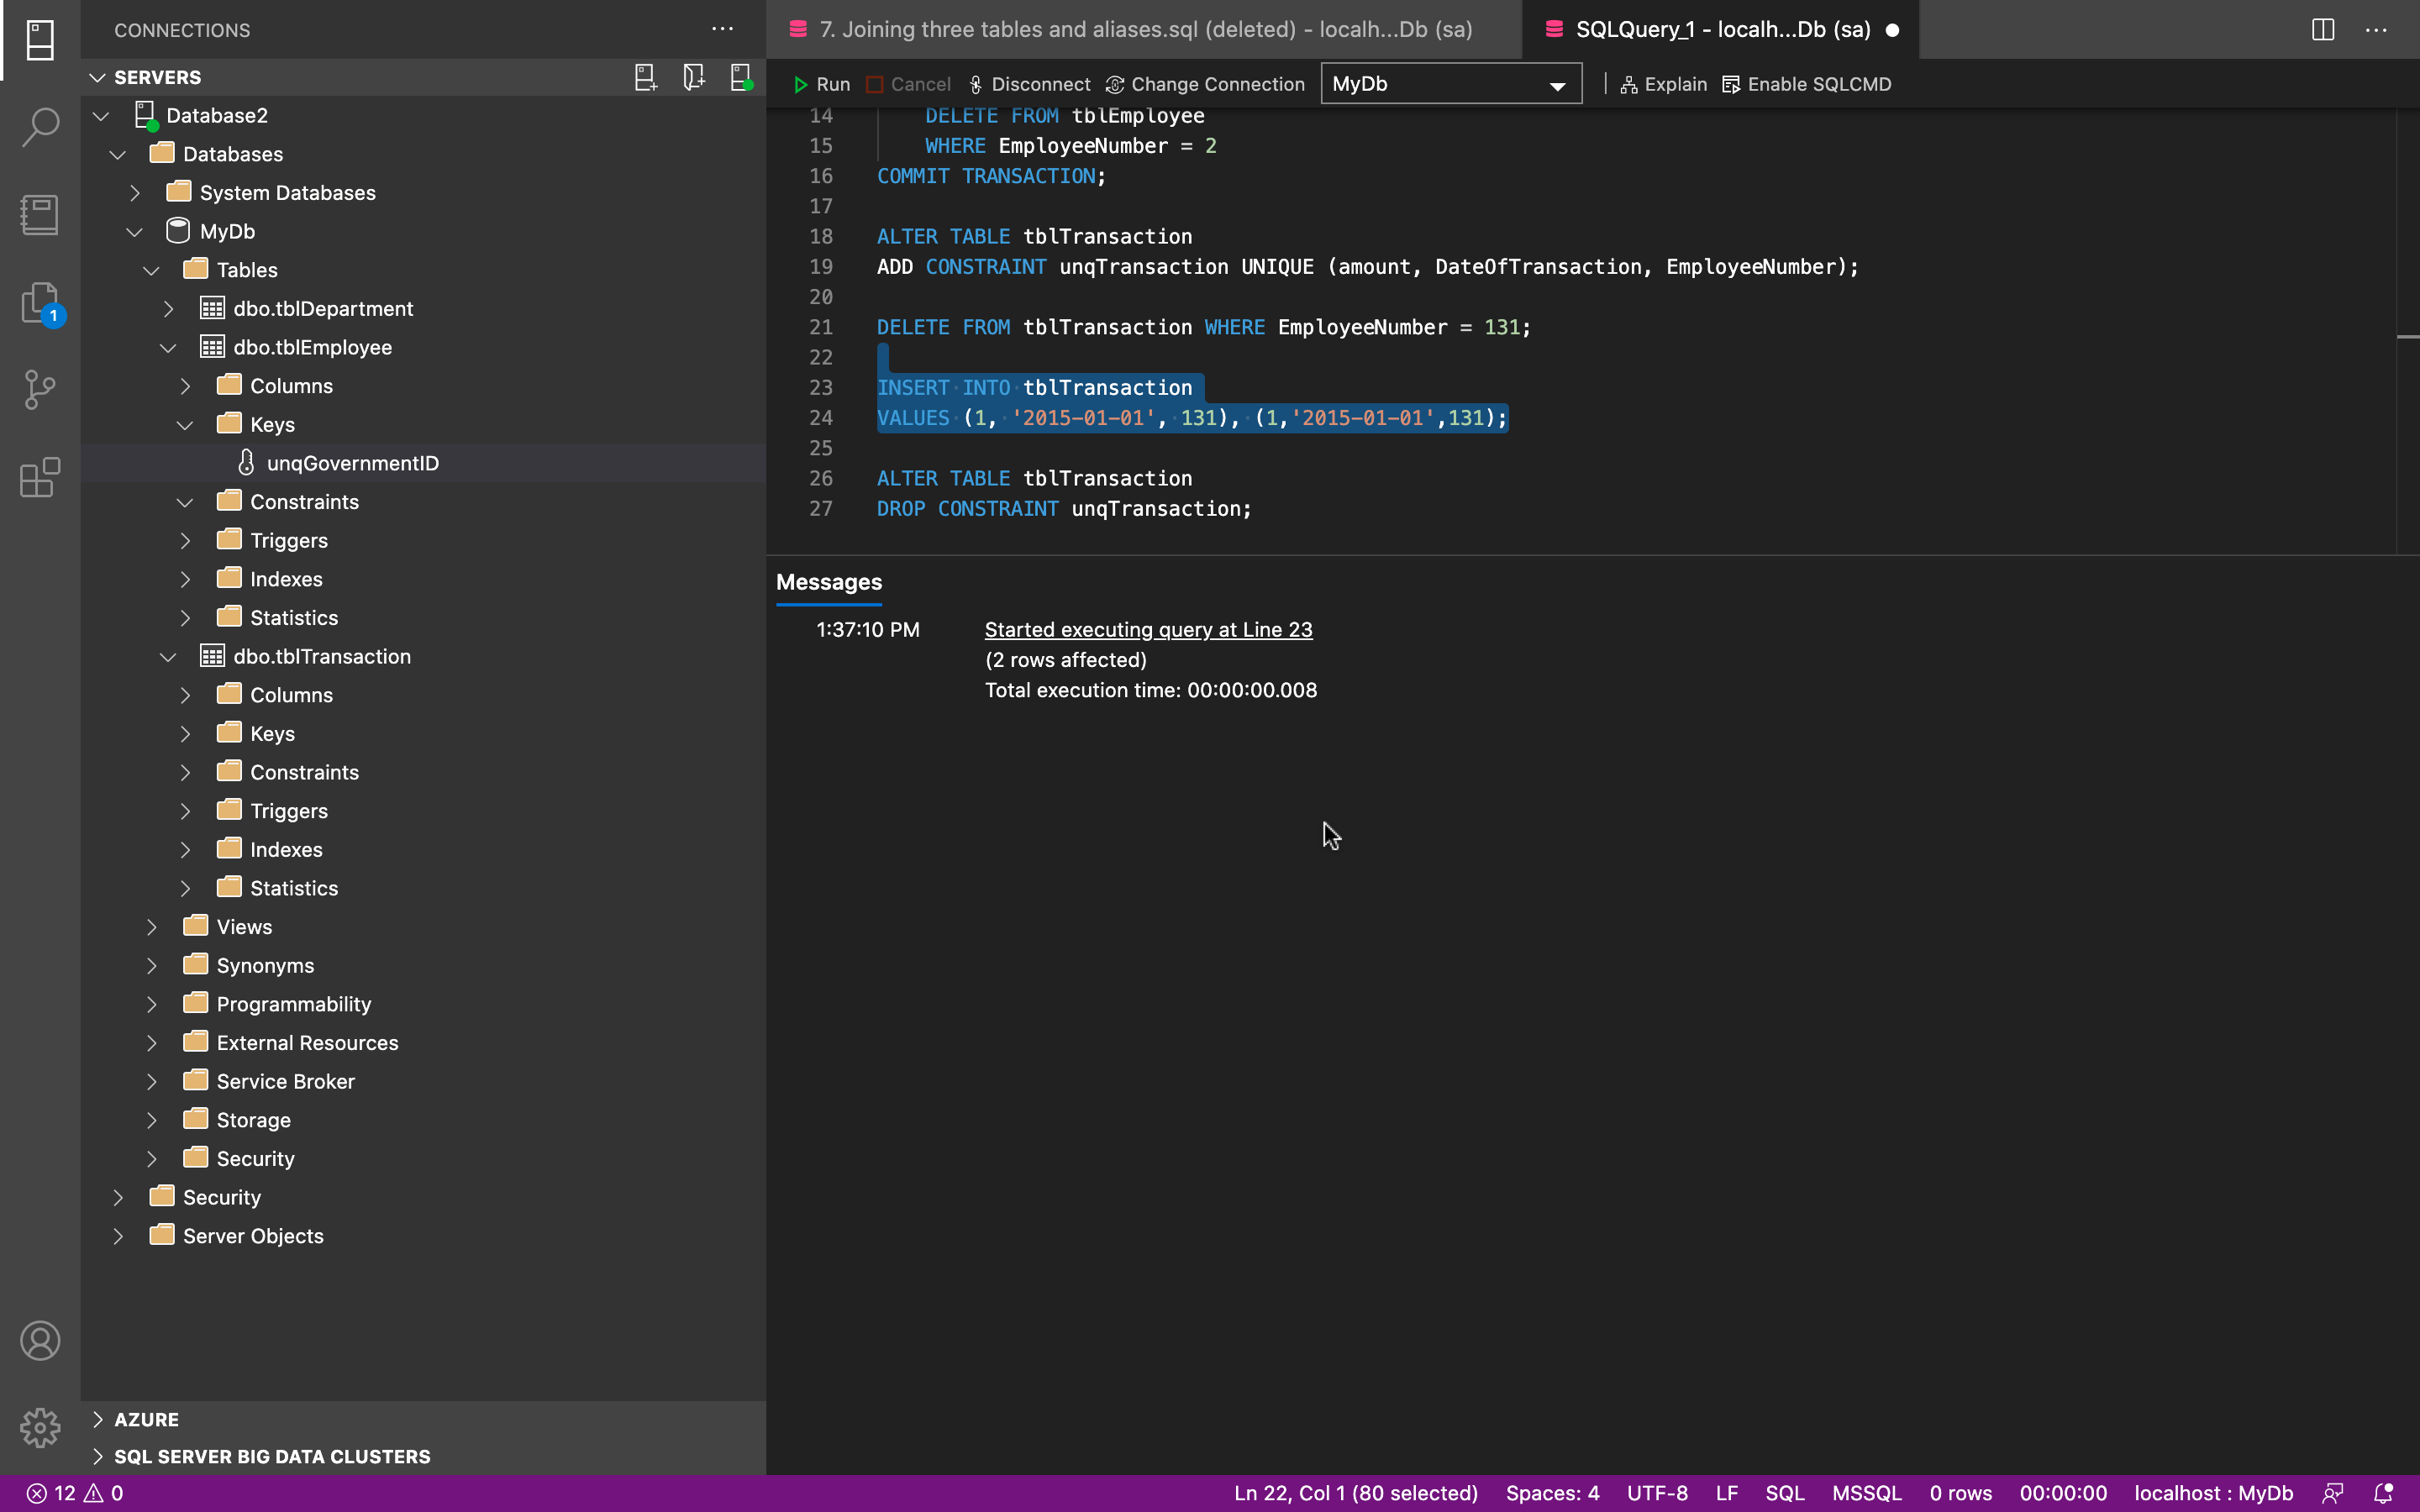 CONNECTIONS
SERVERS
Database2
Databases
System Databases
MyDb
Tables
dbo.tblDepartment
dbo.tblEmployee
Columns
Keys
unqGovernmentID
Constraints
Triggers
Indexes
Statistics
dbo.tblTransaction
Columns
Keys
Constraints
Triggers
Indexes
Statistics
Views
Synonyms
Programmability
External Resources
Service Broker
Storage
Security
Security
Server Objects
AZURE
SQL SERVER BIG DATA CLUSTERS
1
7. Joining three tables and aliases.sql (deleted) - localh...Db (sa)
SQLQuery_1 - localh...Db (sa)
Run Cancel Disconnect Change Connection MyDb Explain Enable SQLCMD
14 DELETE FROM tblEmployee
15 WHERE EmployeeNumber = 2
16 COMMIT TRANSACTION;
17
18 ALTER TABLE tblTransaction
19 ADD CONSTRAINT unqTransaction UNIQUE (amount, DateOfTransaction, EmployeeNumber);
20
21 DELETE FROM tblTransaction WHERE EmployeeNumber = 131;
22
23 INSERT INTO tblTransaction
24 VALUES (1, '2015-01-01', 131), (1,'2015-01-01',131);
25
26 ALTER TABLE tblTransaction
27 DROP CONSTRAINT unqTransaction;
Messages
1:37:10 PM Started executing query at Line 23
(2 rows affected)
Total execution time: 00:00:00.008
12 0
Ln 22, Col 1 (80 selected) Spaces: 4 UTF-8 LF SQL MSSQL 0 rows 00:00:00 localhost : MyDb